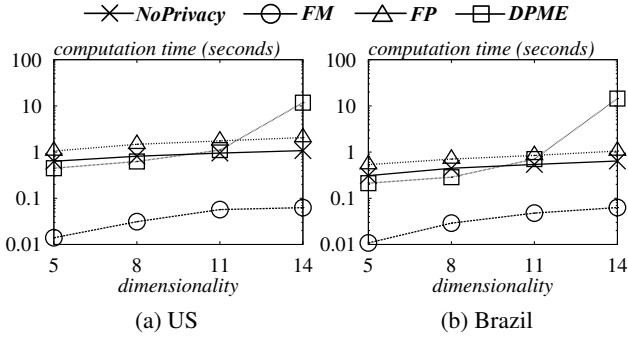 NoPrivacy FM FP DPME
computation time (seconds)
100
10
1
0.1
0.01
5 8 11 14
dimensionality
(a) US
computation time (seconds)
100
10
1
0.1
0.01
5 8 11 14
dimensionality
(b) Brazil